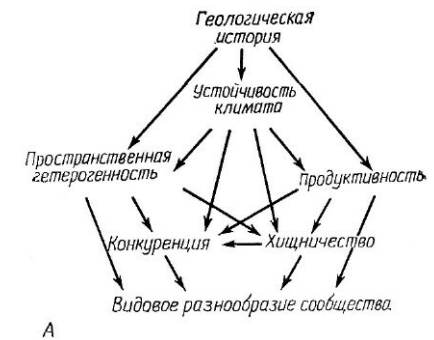 Геологическая
история
Устойчивость
климата
Пространственная
гетерогенность
Продуктивность
Конкуренция
Хищничество
Видовое разнообразие сообщества
А